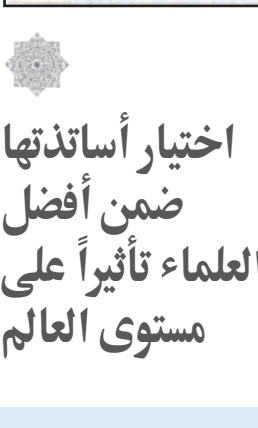 اختيار أساتذتها
ضمن أفضل
العلماء تأثيراً على
مستوى العالم